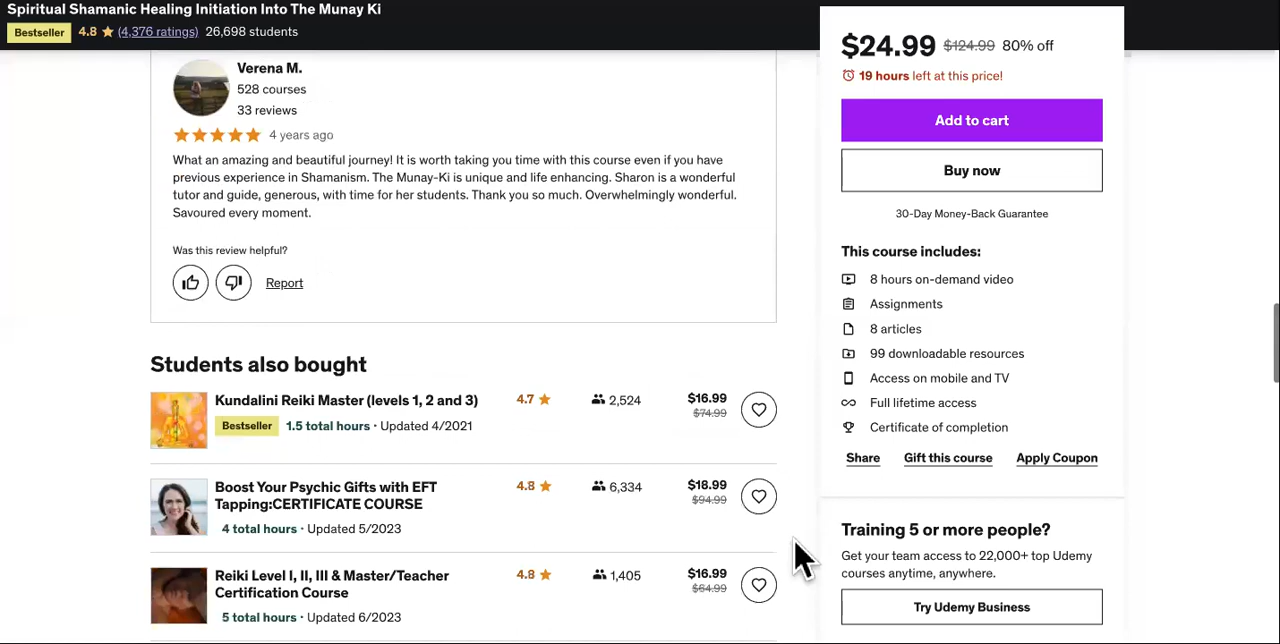 Spiritual Shamanic Healing Initiation Into The Munay Ki
Bestseller 4.8 (4,376 ratings) 26,698 students
Verena M.
528 courses
33 reviews
4 years ago
What an amazing and beautiful journey! It is worth taking you time with this course even if you have
previous experience in Shamanism. The Munay-Ki is unique and life enhancing. Sharon is a wonderful
tutor and guide, generous, with time for her students. Thank you so much. Overwhelmingly wonderful.
Savoured every moment.
Was this review helpful?
Report
Students also bought
Kundalini Reiki Master (levels 1, 2 and 3) 4.7 2,524 $16.99
$74.99
Bestseller 1.5 total hours · Updated 4/2021
Boost Your Psychic Gifts with EFT 4.8 6,334 $18.99
Tapping:CERTIFICATE COURSE $94.99
4 total hours · Updated 5/2023
Reiki Level I, II, III & Master/Teacher 4.8 1,405 $16.99
Certification Course $64.99
5 total hours · Updated 6/2023
$24.99 $124.99 80% off
19 hours left at this price!
Add to cart
Buy now
30-Day Money-Back Guarantee
This course includes:
8 hours on-demand video
Assignments
8 articles
99 downloadable resources
Access on mobile and TV
Full lifetime access
Certificate of completion
Share Gift this course Apply Coupon
Training 5 or more people?
Get your team access to 22,000+ top Udemy
courses anytime, anywhere.
Try Udemy Business